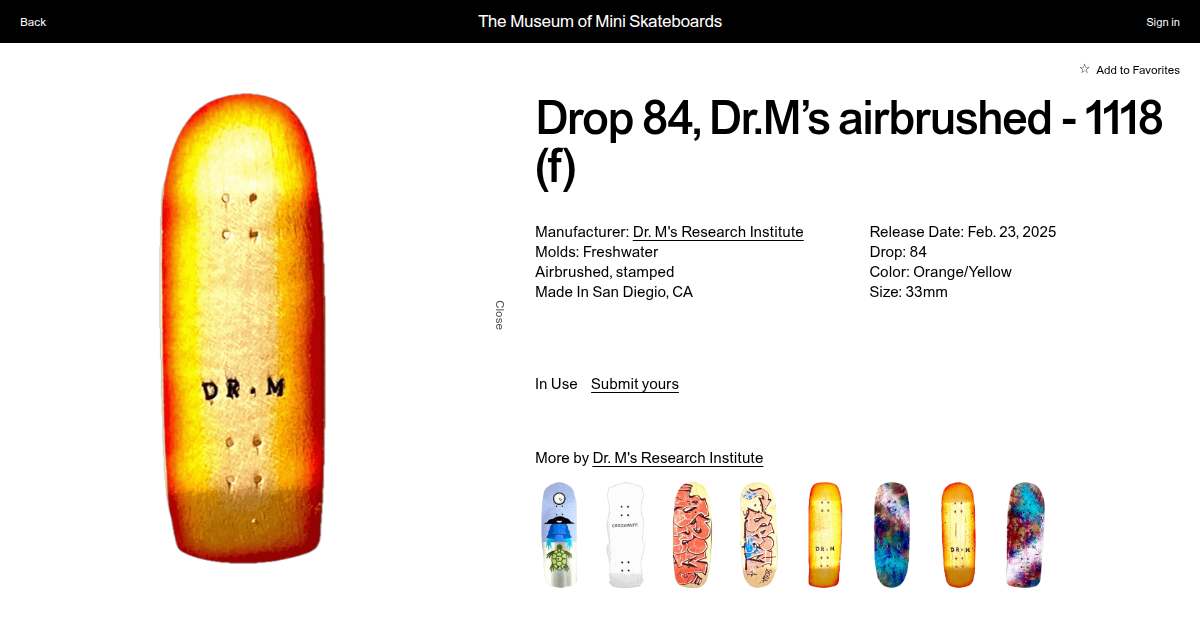 Back
The Museum of Mini Skateboards
Sign in
☆ Add to Favorites
Drop 84, Dr.M’s airbrushed - 1118
(f)
Manufacturer: Dr. M's Research Institute
Molds: Freshwater
Airbrushed, stamped
Made In San Diegio, CA
Release Date: Feb. 23, 2025
Drop: 84
Color: Orange/Yellow
Size: 33mm
Close
DR.M
In Use Submit yours
More by Dr. M's Research Institute
DR.M
DR.M